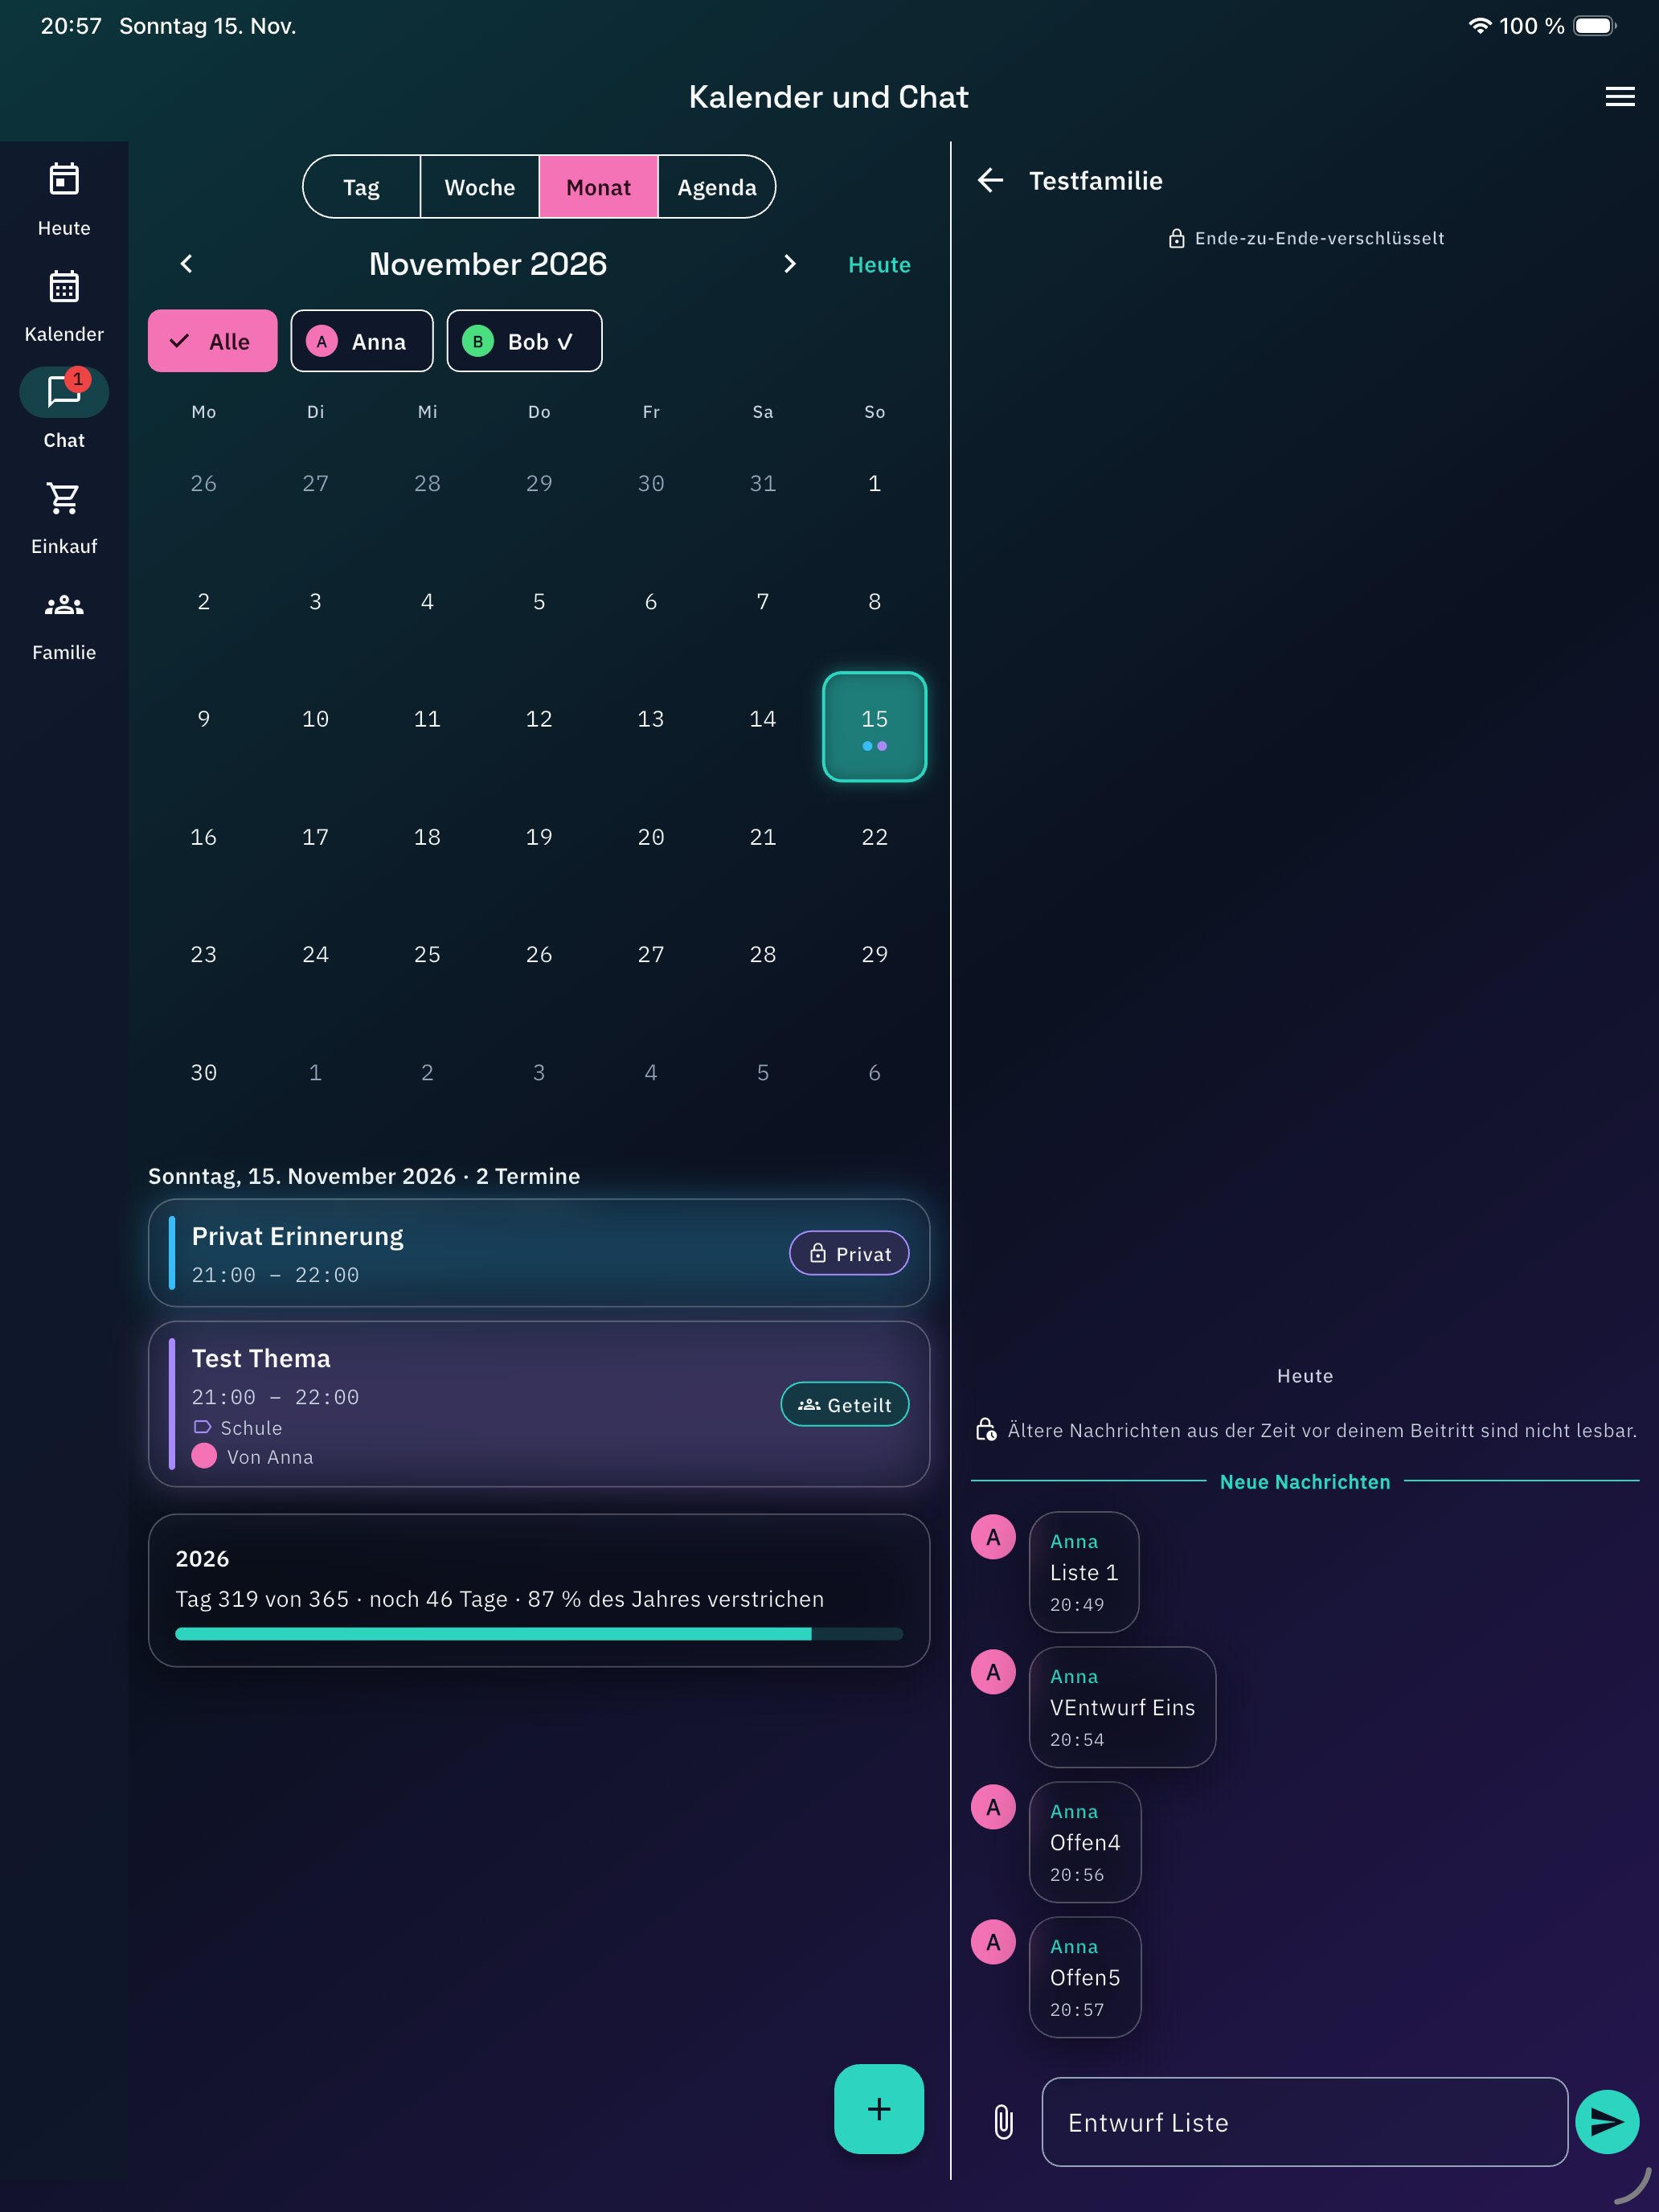 20:57 Sonntag 15. Nov.
100 %
Kalender und Chat
Heute
Kalender
1
Chat
Einkauf
Familie
Tag Woche Monat Agenda
November 2026
Heute
Alle
A Anna
B Bob ✓
Mo Di Mi Do Fr Sa So
26 27 28 29 30 31 1
2 3 4 5 6 7 8
9 10 11 12 13 14 15
16 17 18 19 20 21 22
23 24 25 26 27 28 29
30 1 2 3 4 5 6
Sonntag, 15. November 2026 · 2 Termine
Privat Erinnerung
21:00 – 22:00
Privat
Test Thema
21:00 – 22:00
Schule
Von Anna
Geteilt
2026
Tag 319 von 365 · noch 46 Tage · 87 % des Jahres verstrichen
Testfamilie
Ende-zu-Ende-verschlüsselt
Heute
Ältere Nachrichten aus der Zeit vor deinem Beitritt sind nicht lesbar.
Neue Nachrichten
A
Anna
Liste 1
20:49
A
Anna
VEntwurf Eins
20:54
A
Anna
Offen4
20:56
A
Anna
Offen5
20:57
Entwurf Liste